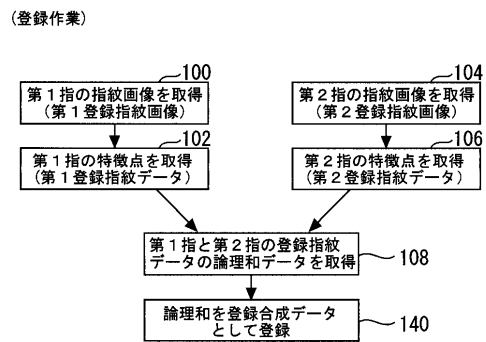 (登録作業)
100
第1指の指紋画像を取得
(第1登録指紋画像)
104
第2指の指紋画像を取得
(第2登録指紋画像)
102
第1指の特徴点を取得
(第1登録指紋データ)
106
第2指の特徴点を取得
(第2登録指紋データ)
第1指と第2指の登録指紋
データの論理和データを取得
108
論理和を登録合成データ
として登録
140